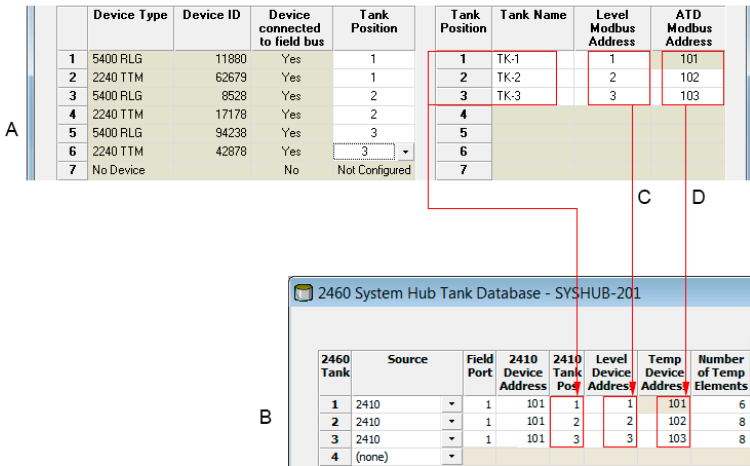 Device Type Device ID Device connected to field bus Tank Position
1 5400 RLG 11880 Yes 1
2 2240 TTM 62679 Yes 1
3 5400 RLG 8528 Yes 2
4 2240 TTM 17178 Yes 2
5 5400 RLG 94238 Yes 3
6 2240 TTM 42878 Yes 3
7 No Device No Not Configured
Tank Position Tank Name Level Modbus Address ATD Modbus Address
1 TK-1 1 101
2 TK-2 2 102
3 TK-3 3 103
4
5
6
7
A
C D
2460 System Hub Tank Database - SYSHUB-201
2460 Tank Source Field Port 2410 Device Address 2410 Tank Pos Level Device Address Temp Device Address Number of Temp Elements
1 2410 1 101 1 1 101 6
2 2410 1 101 2 2 102 8
3 2410 1 101 3 3 103 8
4 (none)
B